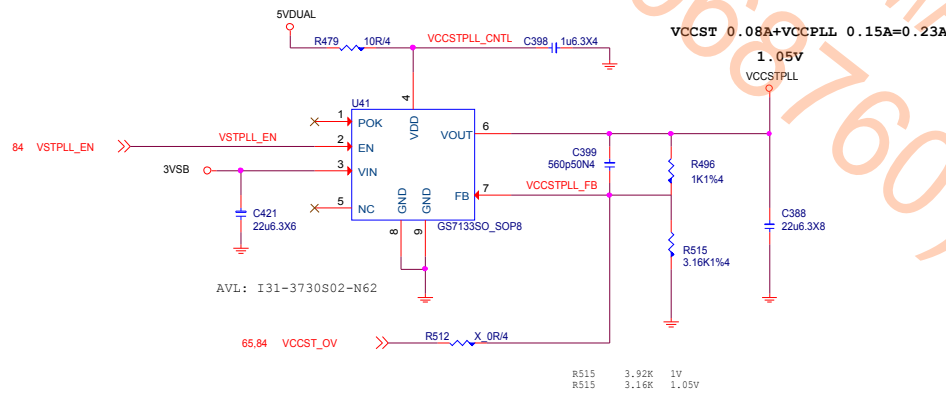 5VDUAL
R479 10R/4
VCCSTPLL_CNTL
C398 1u6.3X4
VCCST 0.08A+VCCPLL 0.15A=0.23A
1.05V
VCCSTPLL
U41
4
VDD
1 POK
84 VSTPLL_EN
VSTPLL_EN
2 EN
3VSB
3 VIN
5 NC
GND
GND
8
9
VOUT 6
FB 7
VCCSTPLL_FB
GS7133SO_SOP8
C399
560p50N4
R496
1K1%4
C421
22u6.3X6
C388
22u6.3X8
R515
3.16K1%4
AVL: I31-3730S02-N62
65,84 VCCST_OV
R512 X_0R/4
R515 3.92K 1V
R515 3.16K 1.05V